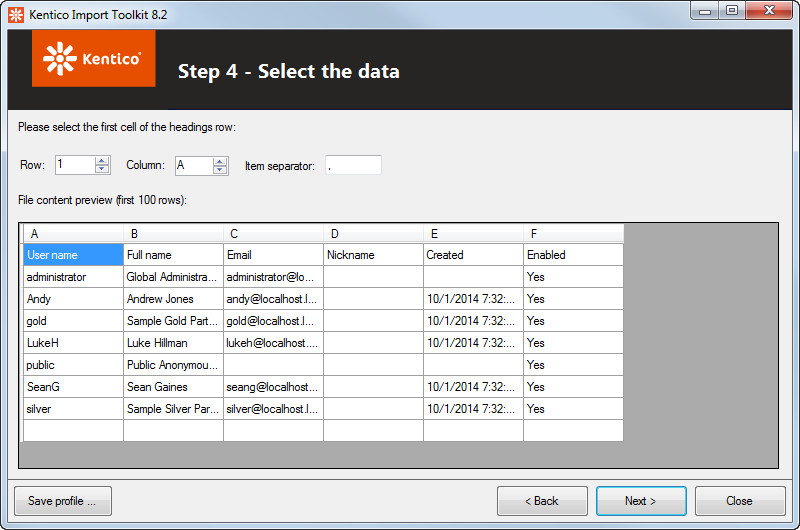 Kentico Import Toolkit 8.2
Kentico
Step 4 - Select the data
Please select the first cell of the headings row:
Row: 1 Column: A Item separator: ,
File content preview (first 100 rows):
A B C D E F
User name Full name Email Nickname Created Enabled
administrator Global Administra... administrator@lo... Yes
Andy Andrew Jones andy@localhost.l... 10/1/2014 7:32:... Yes
gold Sample Gold Part... gold@localhost.l... 10/1/2014 7:32:... Yes
LukeH Luke Hillman lukeh@localhost.... 10/1/2014 7:32:... Yes
public Public Anonymou... Yes
SeanG Sean Gaines seang@localhost... 10/1/2014 7:32:... Yes
silver Sample Silver Par... silver@localhost.l... 10/1/2014 7:32:... Yes
Save profile ... < Back Next > Close